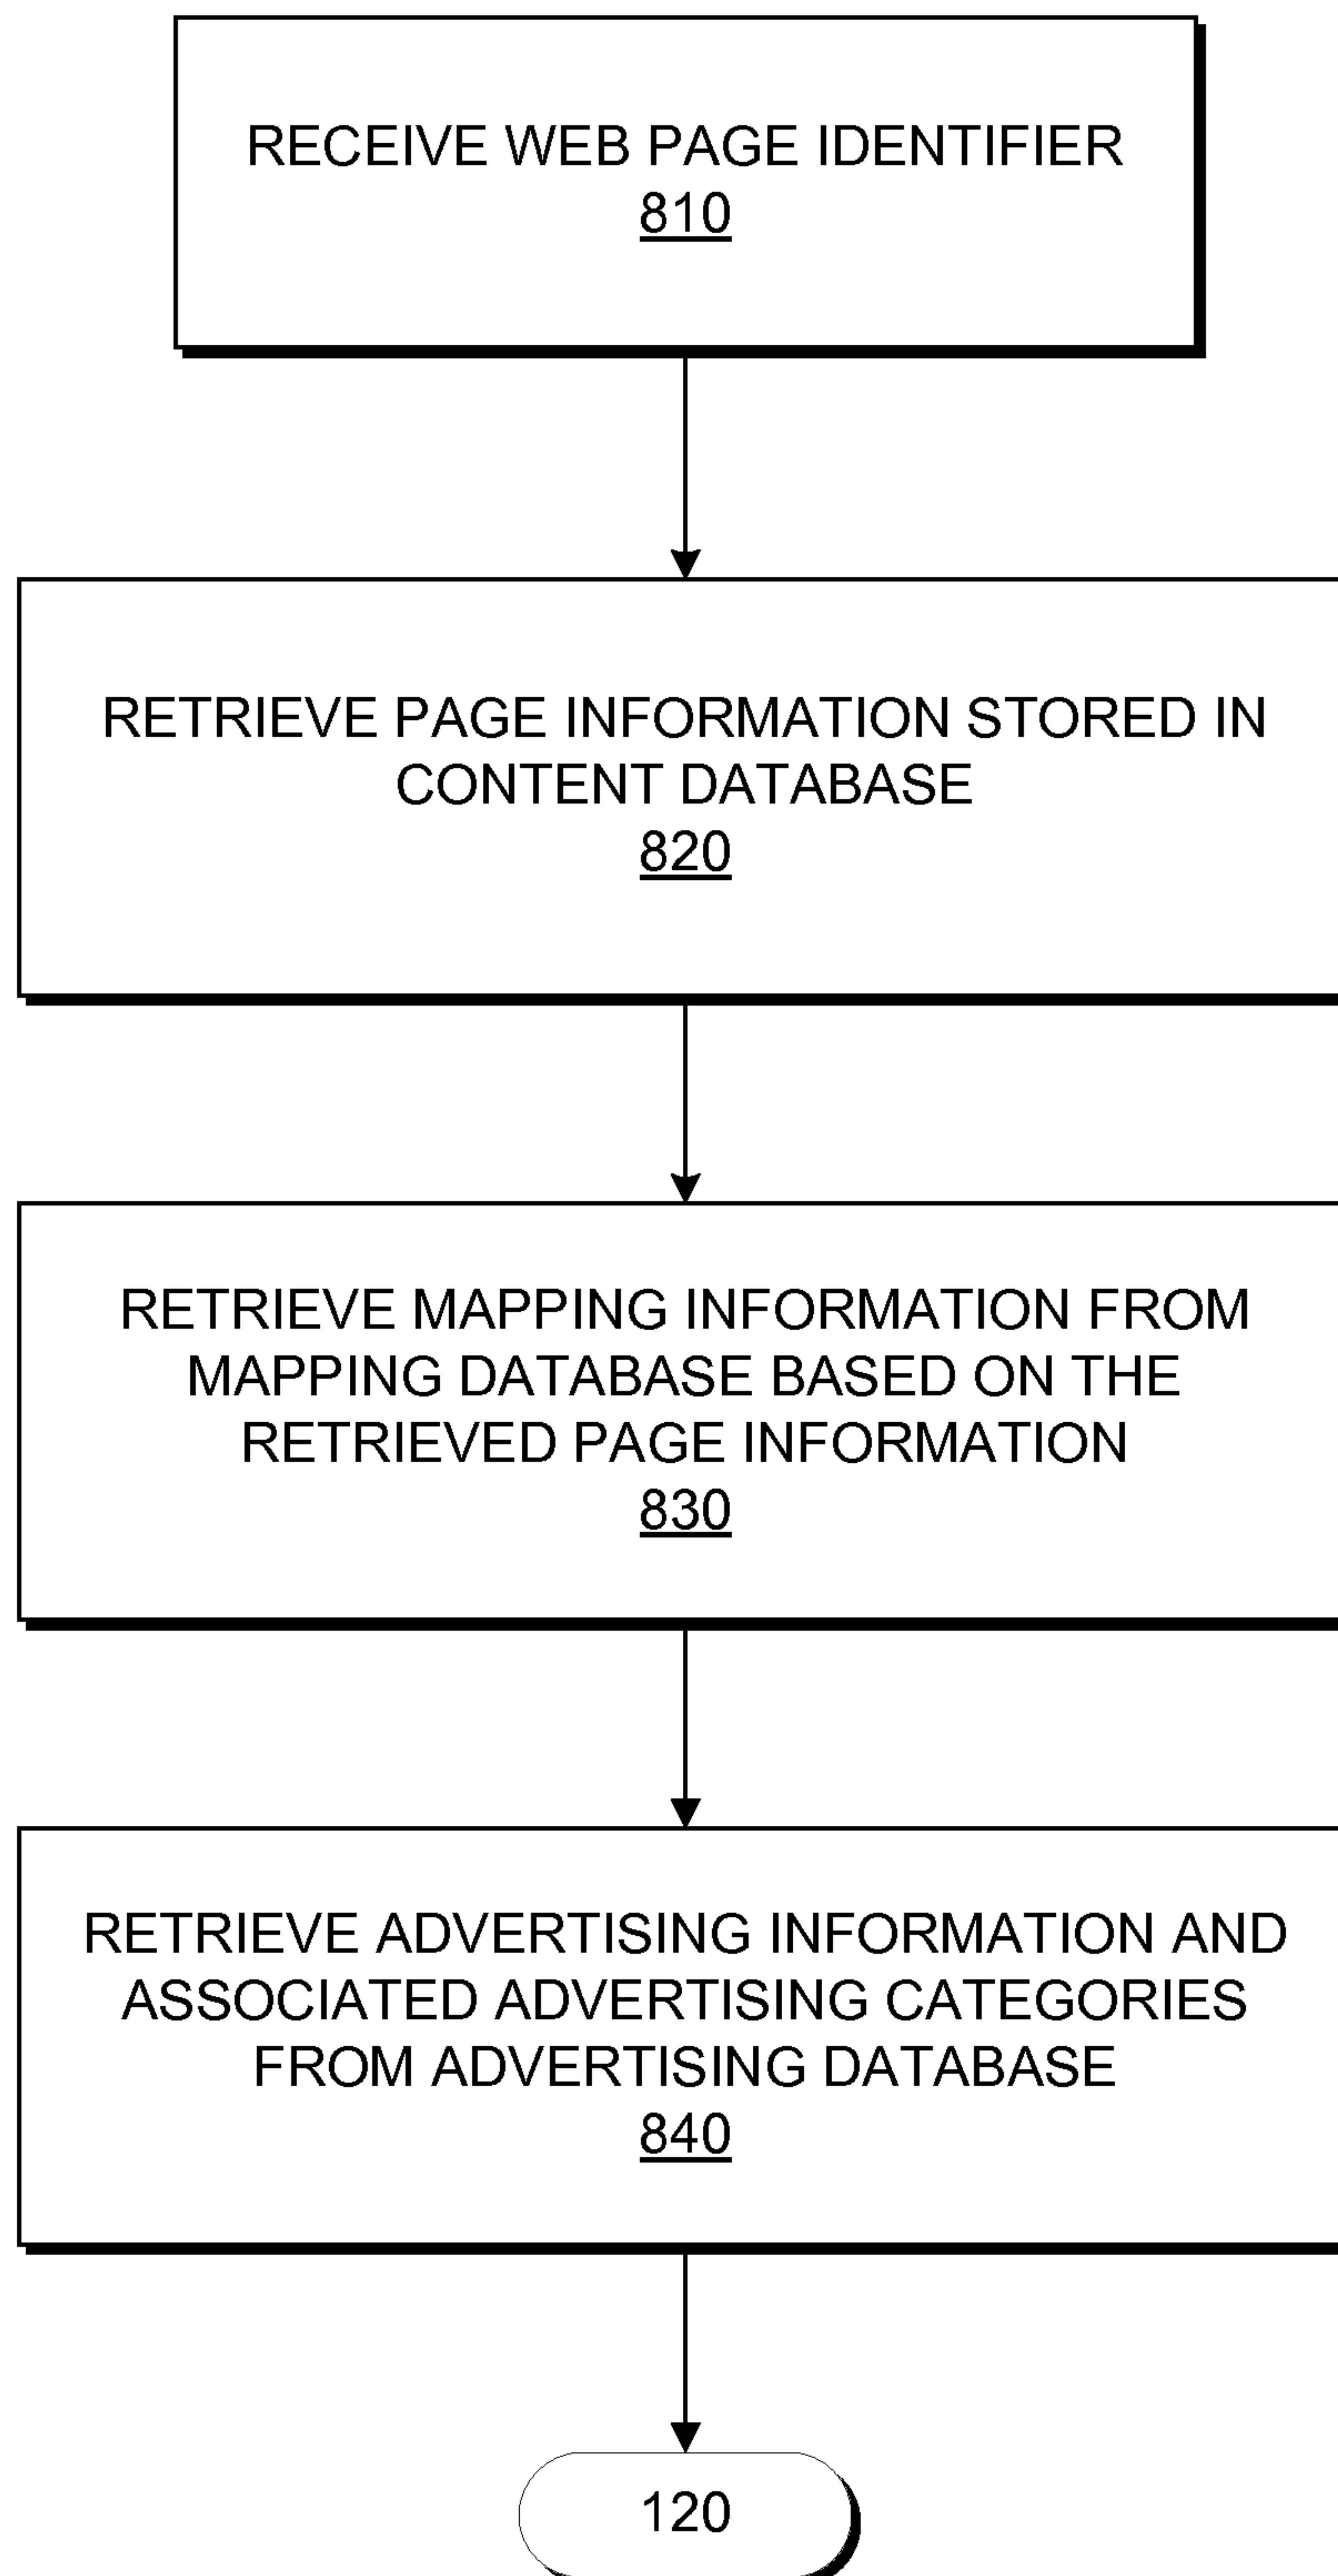 RECEIVE WEB PAGE IDENTIFIER
810
RETRIEVE PAGE INFORMATION STORED IN
CONTENT DATABASE
820
RETRIEVE MAPPING INFORMATION FROM
MAPPING DATABASE BASED ON THE
RETRIEVED PAGE INFORMATION
830
RETRIEVE ADVERTISING INFORMATION AND
ASSOCIATED ADVERTISING CATEGORIES
FROM ADVERTISING DATABASE
840
120